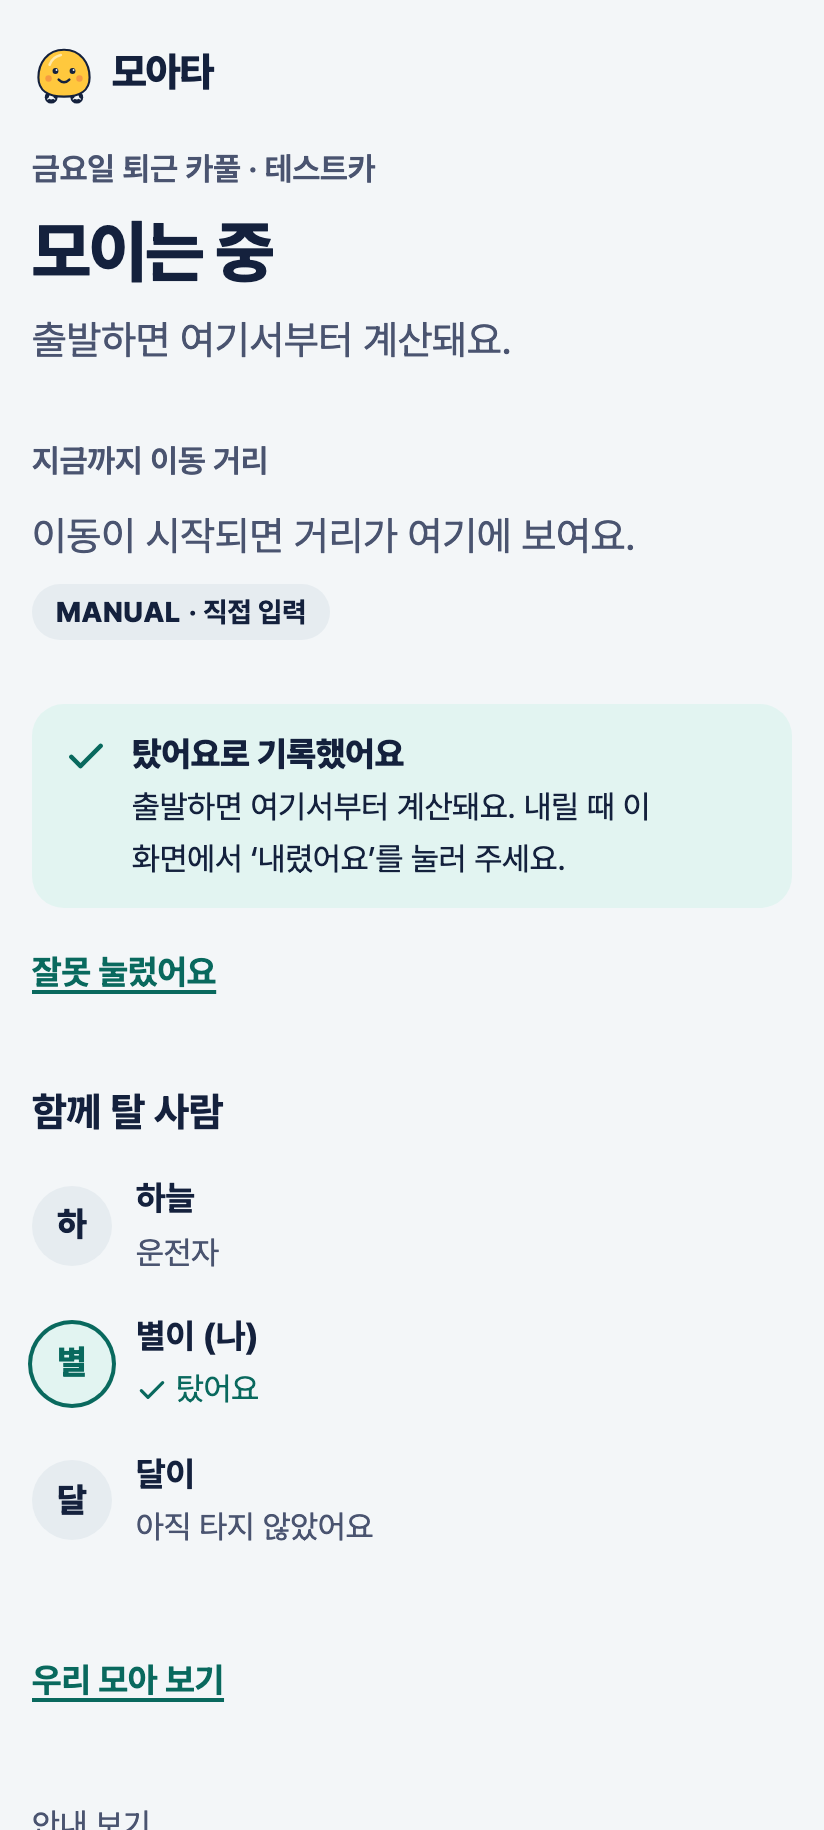 모아타
금요일 퇴근 카풀 · 테스트카
모이는 중
출발하면 여기서부터 계산돼요.
지금까지 이동 거리
이동이 시작되면 거리가 여기에 보여요.
MANUAL · 직접 입력
탔어요로 기록했어요
출발하면 여기서부터 계산돼요. 내릴 때 이
화면에서 ‘내렸어요’를 눌러 주세요.
잘못 눌렀어요
함께 탈 사람
하
하늘
운전자
별
별이 (나)
탔어요
달
달이
아직 타지 않았어요
우리 모아 보기
안내 보기